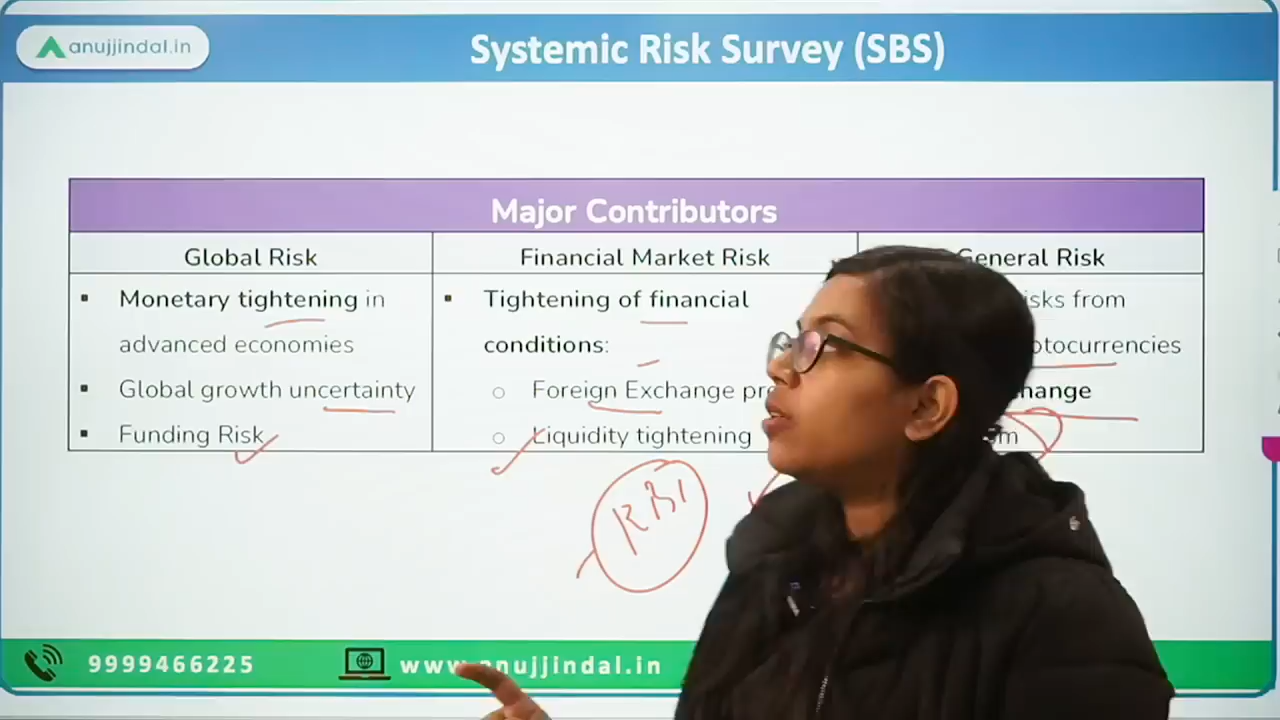 anujjindal.in
Systemic Risk Survey (SBS)
Major Contributors
Global Risk
Financial Market Risk
General Risk
Monetary tightening in
advanced economies
Global growth uncertainty
Funding Risk
Tightening of financial
conditions:
Foreign Exchange
Liquidity tightening
from
RBI
9999466225
www.anujjindal.in